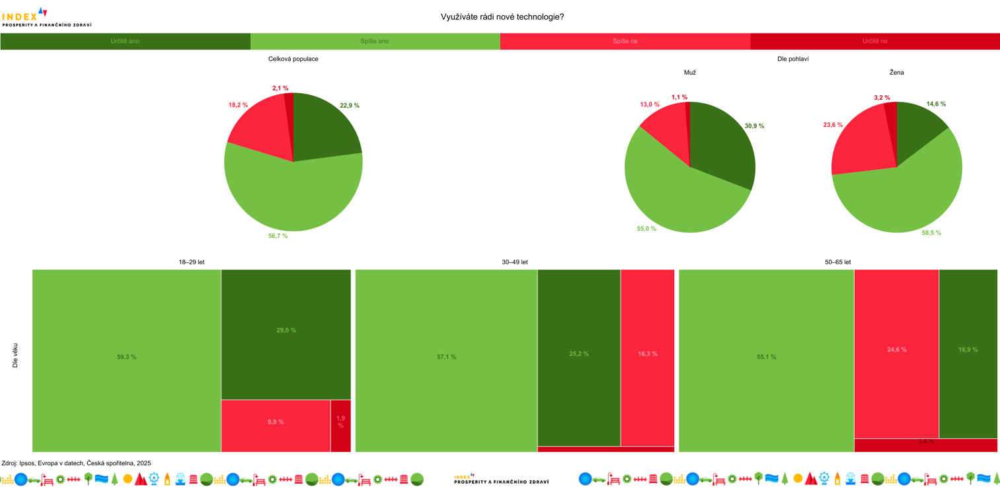 INDEX
PROSPERITY A FINANČNÍHO ZDRAVÍ
Využíváte rádi nové technologie?
Určitě ano
Spíše ano
Spíše ne
Určitě ne
Celková populace
Dle pohlaví
Muž
Žena
2,1 %
18,2 %
22,9 %
56,7 %
1,1 %
13,0 %
30,9 %
55,0 %
3,2 %
14,6 %
23,6 %
58,5 %
18–29 let
30–49 let
50–65 let
Dle věku
59,3 %
29,0 %
9,9 %
1,9
%
57,1 %
25,2 %
16,3 %
55,1 %
24,6 %
16,9 %
3,4 %
Zdroj: Ipsos, Evropa v datech, Česká spořitelna, 2025
INDEX
PROSPERITY A FINANČNÍHO ZDRAVÍ